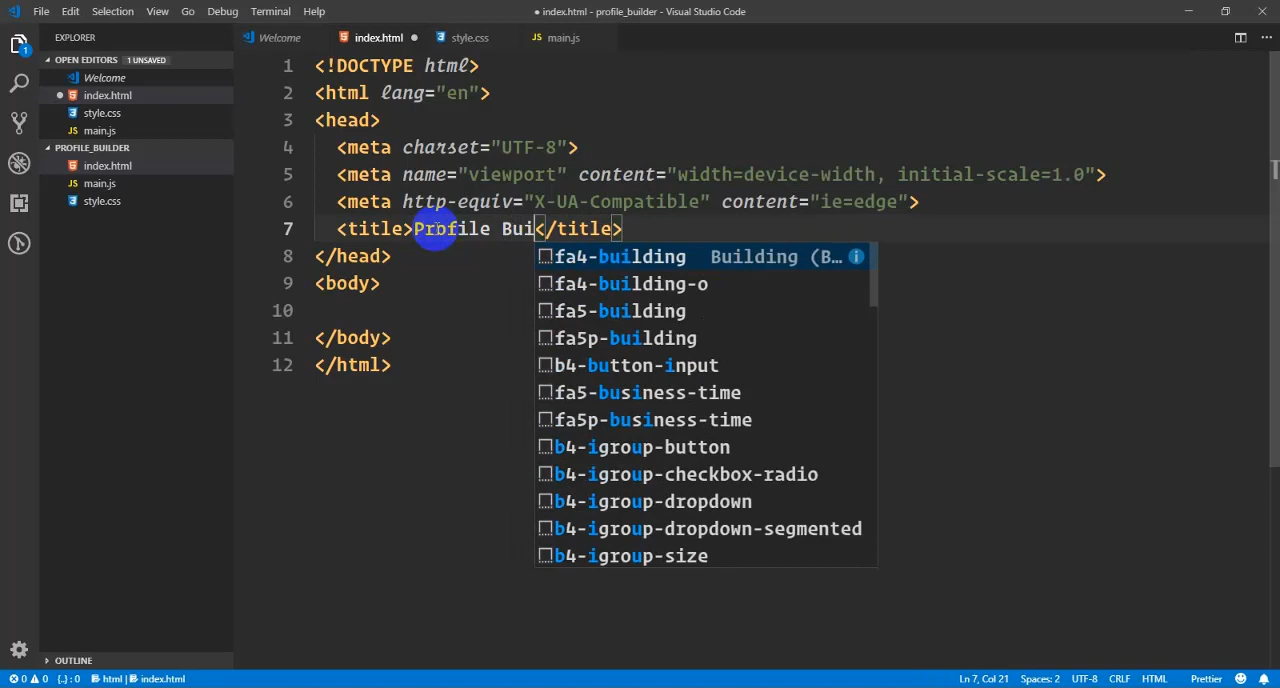 File Edit Selection View Go Debug Terminal Help
● index.html - profile_builder - Visual Studio Code
EXPLORER
OPEN EDITORS 1 UNSAVED
Welcome
index.html
style.css
JS main.js
PROFILE_BUILDER
index.html
JS main.js
style.css
OUTLINE
1
Welcome index.html ● style.css JS main.js
1 <!DOCTYPE html>
2 <html lang="en">
3 <head>
4 <meta charset="UTF-8">
5 <meta name="viewport" content="width=device-width, initial-scale=1.0">
6 <meta http-equiv="X-UA-Compatible" content="ie=edge">
7 <title>Profile Bui</title>
8 </head>
9 <body>
10
11 </body>
12 </html>
fa4-building Building (B…
fa4-building-o
fa5-building
fa5p-building
b4-button-input
fa5-business-time
fa5p-business-time
b4-igroup-button
b4-igroup-checkbox-radio
b4-igroup-dropdown
b4-igroup-dropdown-segmented
b4-igroup-size
0 0 {..} : 0 html | index.html Ln 7, Col 21 Spaces: 2 UTF-8 CRLF HTML Prettier